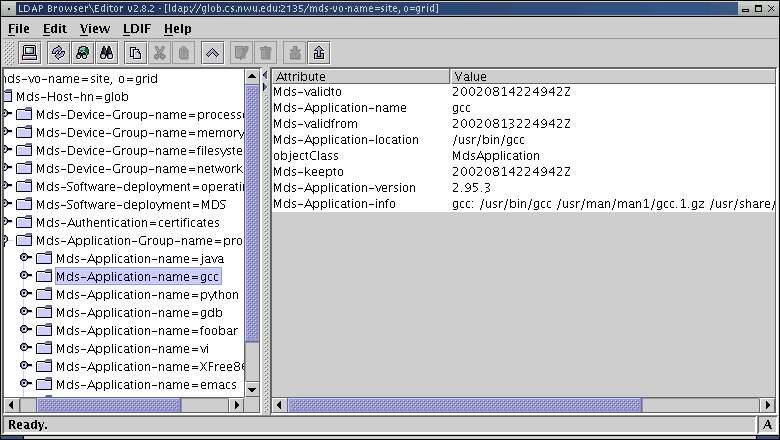 LDAP Browser\Editor v2.8.2 - [ldap://glob.cs.nwu.edu:2135/mds-vo-name=site, o=grid]
File Edit View LDIF Help
mds-vo-name=site, o=grid
Mds-Host-hn=glob
Mds-Device-Group-name=processo
Mds-Device-Group-name=memory
Mds-Device-Group-name=filesyste
Mds-Device-Group-name=network
Mds-Software-deployment=operatin
Mds-Software-deployment=MDS
Mds-Authentication=certificates
Mds-Application-Group-name=pro
Mds-Application-name=java
Mds-Application-name=gcc
Mds-Application-name=python
Mds-Application-name=gdb
Mds-Application-name=foobar
Mds-Application-name=vi
Mds-Application-name=XFree86
Mds-Application-name=emacs
Attribute Value
Mds-validto 20020814224942Z
Mds-Application-name gcc
Mds-validfrom 20020813224942Z
Mds-Application-location /usr/bin/gcc
objectClass MdsApplication
Mds-keepto 20020814224942Z
Mds-Application-version 2.95.3
Mds-Application-info gcc: /usr/bin/gcc /usr/man/man1/gcc.1.gz /usr/share/
Ready. A